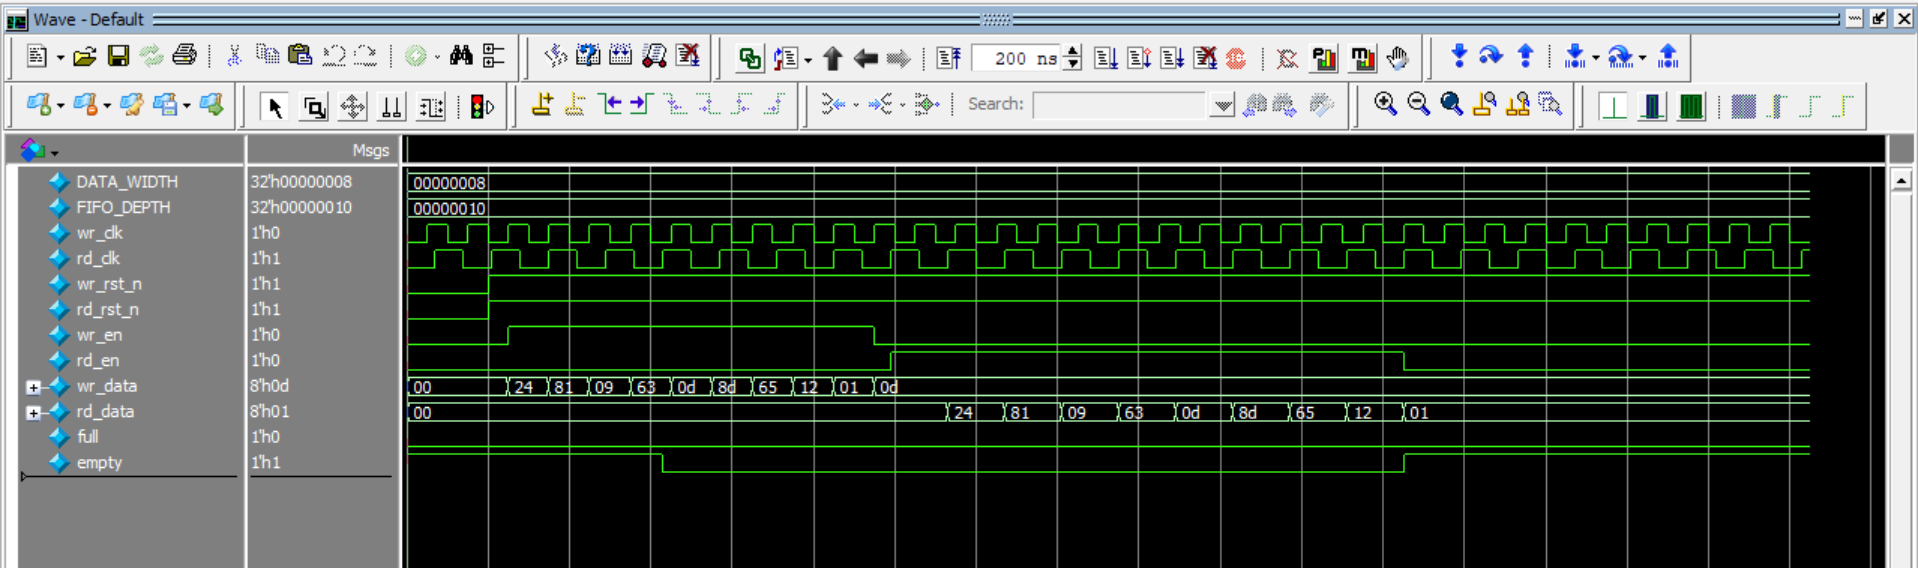 Wave - Default
200 ns
Search:
Msgs
DATA_WIDTH 32'h00000008 00000008
FIFO_DEPTH 32'h00000010 00000010
wr_clk 1'h0
rd_clk 1'h1
wr_rst_n 1'h1
rd_rst_n 1'h1
wr_en 1'h0
rd_en 1'h0
wr_data 8'h0d 00 24 81 09 63 0d 8d 65 12 01 0d
rd_data 8'h01 00 24 81 09 63 0d 8d 65 12 01
full 1'h0
empty 1'h1